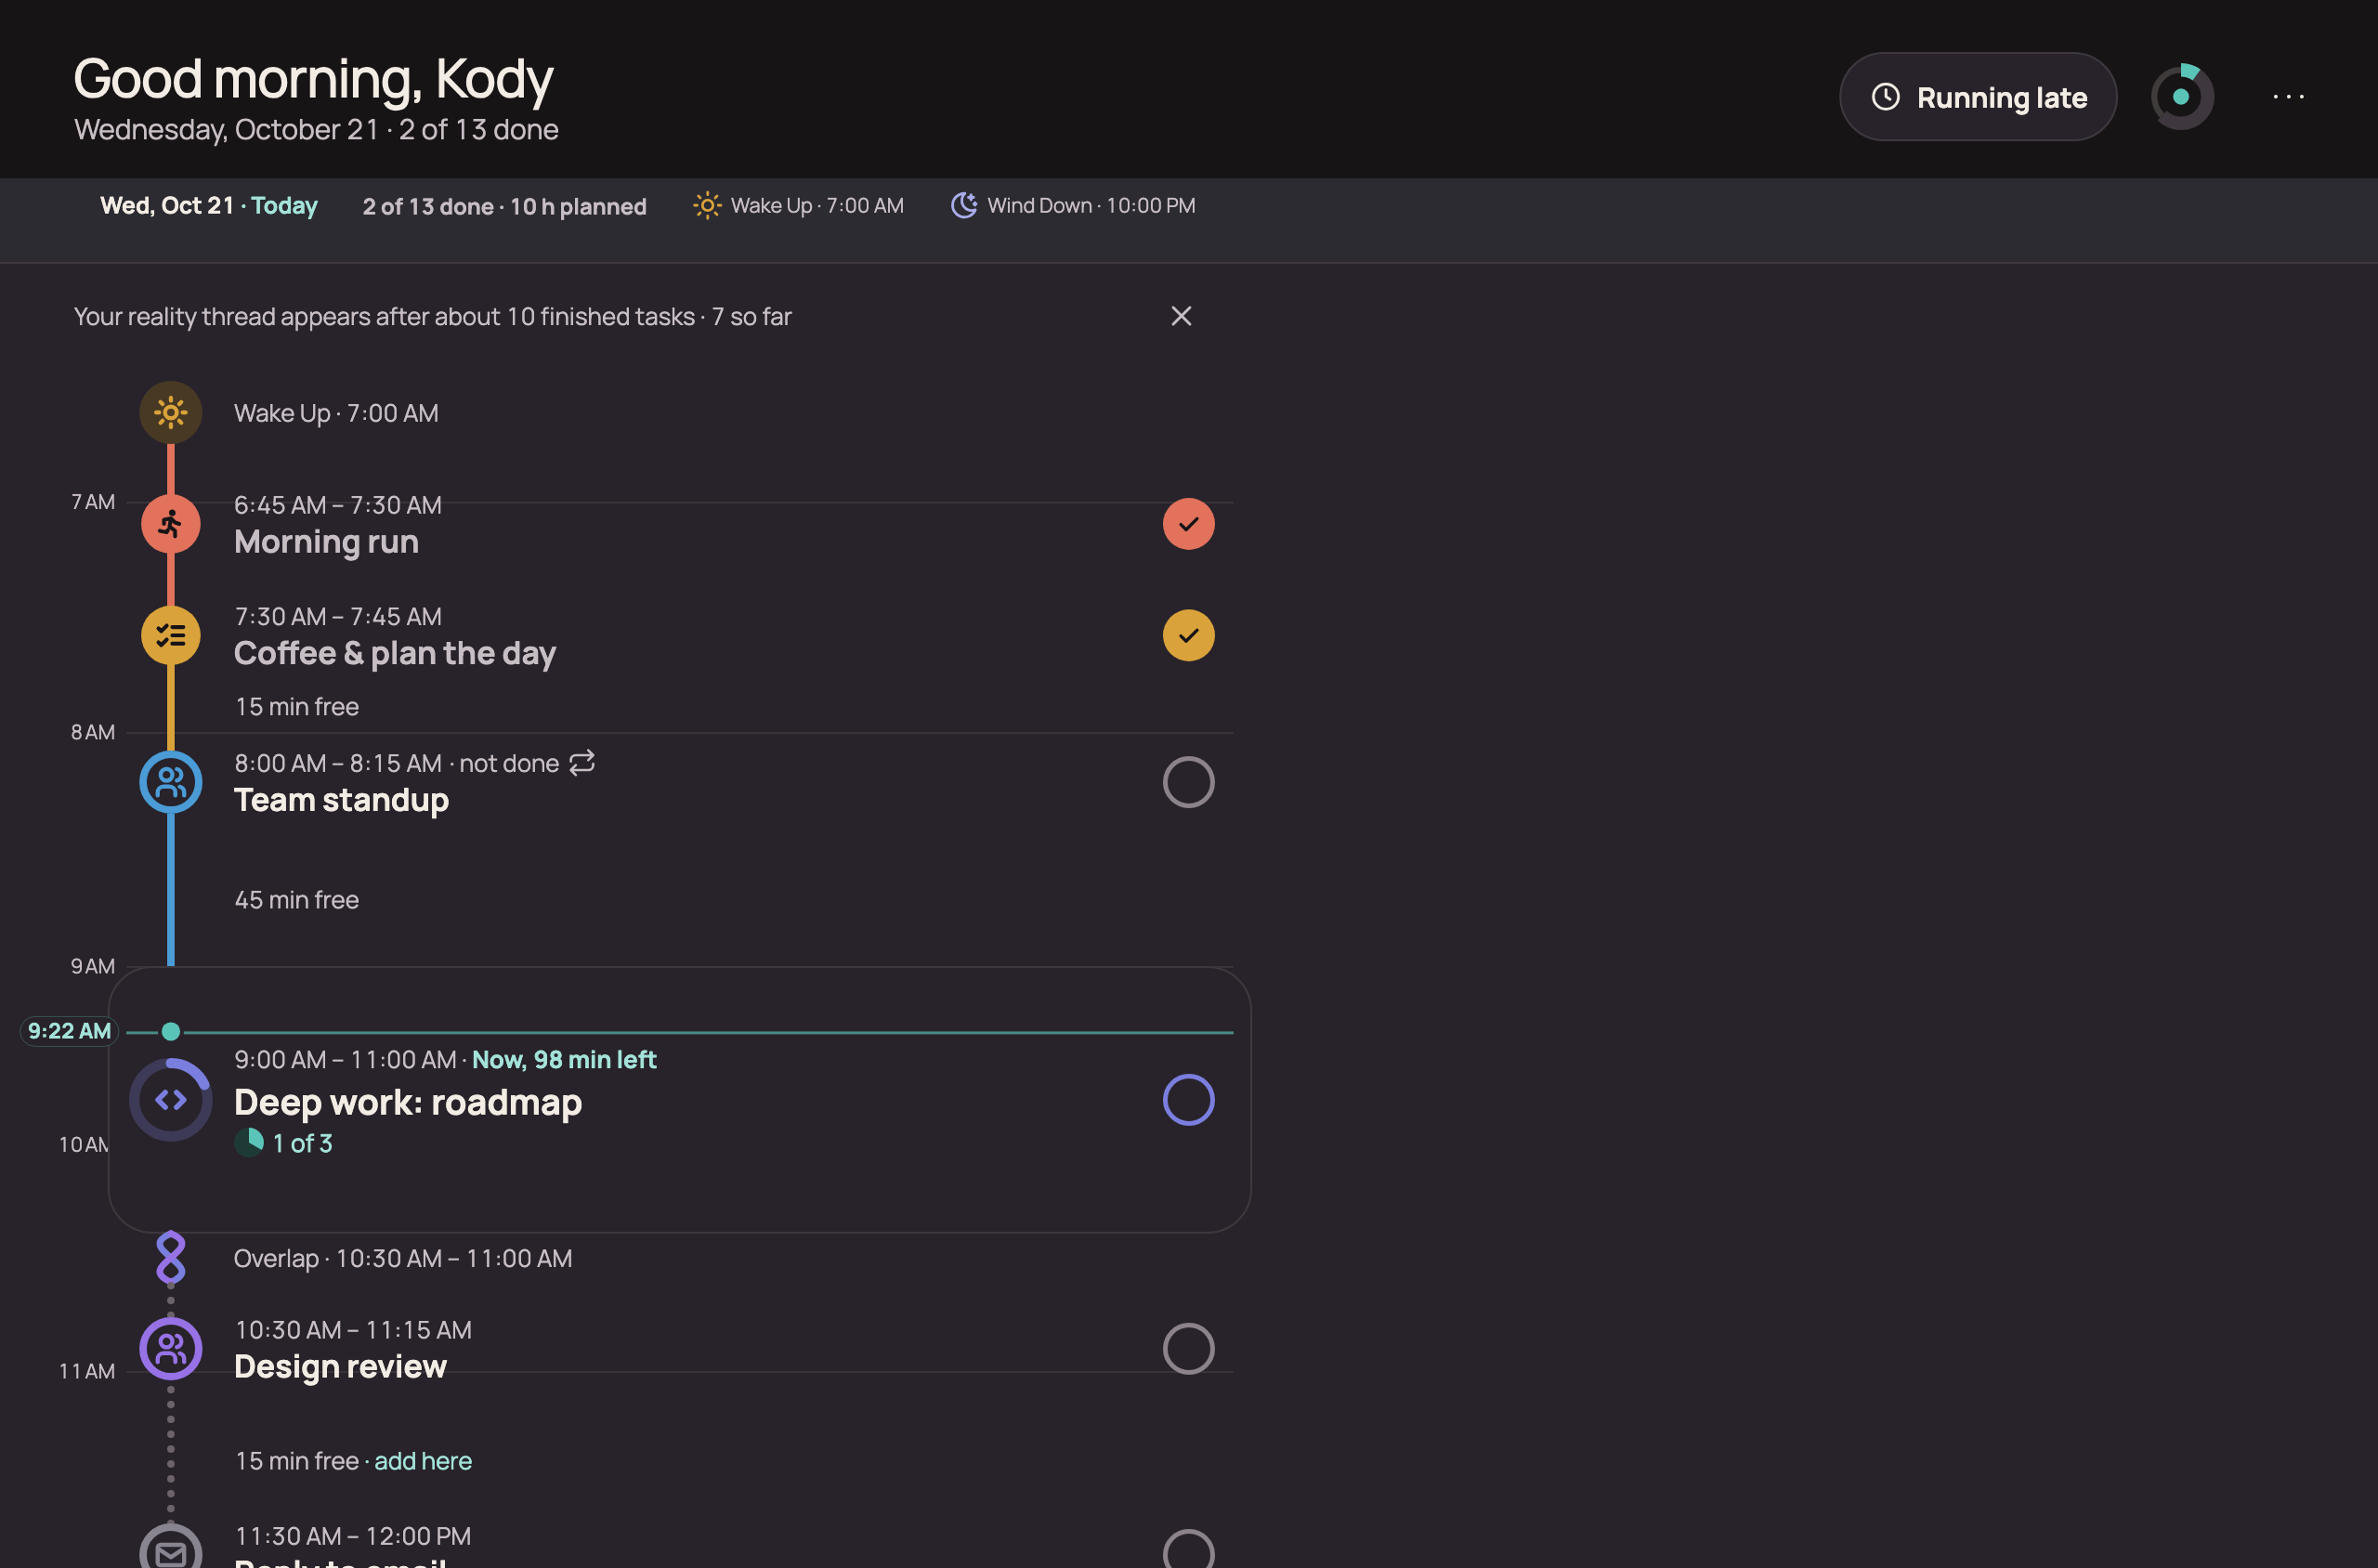 Good morning, Kody
Wednesday, October 21 · 2 of 13 done
Running late
Wed, Oct 21 · Today
2 of 13 done · 10 h planned
Wake Up · 7:00 AM
Wind Down · 10:00 PM
Your reality thread appears after about 10 finished tasks · 7 so far
Wake Up · 7:00 AM
7 AM
6:45 AM – 7:30 AM
Morning run
7:30 AM – 7:45 AM
Coffee & plan the day
15 min free
8 AM
8:00 AM – 8:15 AM · not done
Team standup
45 min free
9 AM
9:22 AM
9:00 AM – 11:00 AM · Now, 98 min left
Deep work: roadmap
1 of 3
10 AM
Overlap · 10:30 AM – 11:00 AM
10:30 AM – 11:15 AM
Design review
11 AM
15 min free · add here
11:30 AM – 12:00 PM
Reply to email